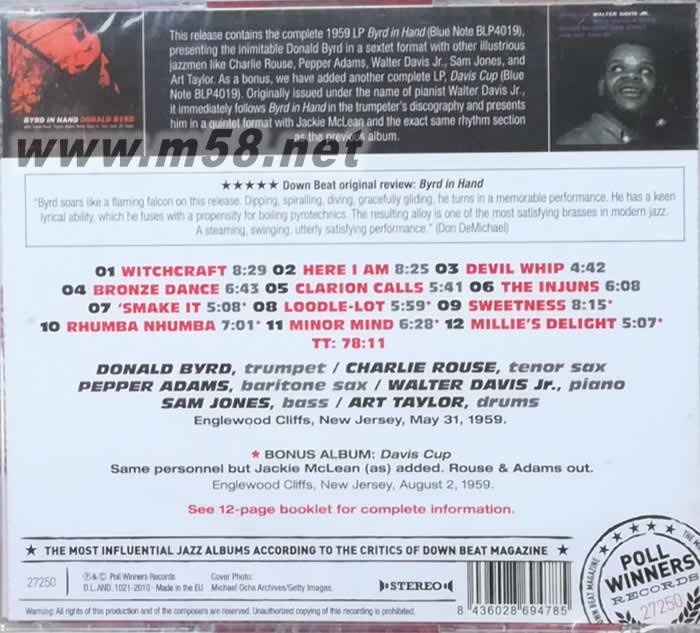 This release contains the complete 1959 LP Byrd in Hand (Blue Note BLP4019),
presenting the inimitable Donald Byrd in a sextet format with other illustrious
jazzmen like Charlie Rouse, Pepper Adams, Walter Davis Jr., Sam Jones, and
Art Taylor. As a bonus, we have added another complete LP, Davis Cup (Blue
Note BLP4019). Originally issued under the name of pianist Walter Davis Jr.,
it immediately follows Byrd in Hand in the trumpeter's discography and presents
him in a quintet format with Jackie McLean and the exact same rhythm section
as the previous album.
BYRD IN HAND DONALD BYRD
WALTER DAVIS JR.
www.m58.net
★★★★★ Down Beat original review: Byrd in Hand
"Byrd soars like a flaming falcon on this release. Dipping, spiralling, diving, gracefully gliding, he turns in a memorable performance. He has a keen
lyrical ability, which he fuses with a propensity for boiling pyrotechnics. The resulting alloy is one of the most satisfying brasses in modern jazz.
A steaming, swinging, utterly satisfying performance." (Don DeMichael)
01 WITCHCRAFT 8:29 02 HERE I AM 8:25 03 DEVIL WHIP 4:42
04 BRONZE DANCE 6:43 05 CLARION CALLS 5:41 06 THE INJUNS 6:08
07 'SMAKE IT 5:08* 08 LOODLE-LOT 5:59* 09 SWEETNESS 8:15*
10 RHUMBA NHUMBA 7:01* 11 MINOR MIND 6:28* 12 MILLIE'S DELIGHT 5:07*
TT: 78:11
DONALD BYRD, trumpet / CHARLIE ROUSE, tenor sax
PEPPER ADAMS, baritone sax / WALTER DAVIS Jr., piano
SAM JONES, bass / ART TAYLOR, drums
Englewood Cliffs, New Jersey, May 31, 1959.
* BONUS ALBUM: Davis Cup
Same personnel but Jackie McLean (as) added. Rouse & Adams out.
Englewood Cliffs, New Jersey, August 2, 1959.
See 12-page booklet for complete information.
★ THE MOST INFLUENTIAL JAZZ ALBUMS ACCORDING TO THE CRITICS OF DOWN BEAT MAGAZINE ★
27250
℗ & © Poll Winners Records
D.L.AND. 1021-2010 - Made in the EU
Cover Photo:
Michael Ochs Archives/Getty Images.
STEREO
8 436028 694785
Warning: All rights of this production and of the composers are reserved. Unauthorized copying of this recording is prohibited.
POLL
WINNERS
RECORDS
27250
DOWN BEAT MAGAZINE